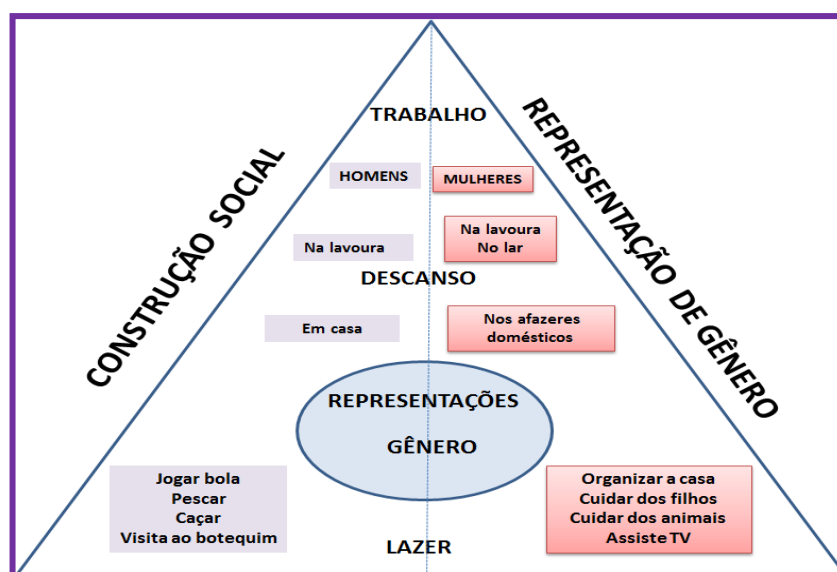 CONSTRUÇÃO SOCIAL
REPRESENTAÇÃO DE GÊNERO
TRABALHO
HOMENS
MULHERES
Na lavoura
Na lavoura
No lar
DESCANSO
Em casa
Nos afazeres
domésticos
REPRESENTAÇÕES
GÊNERO
Jogar bola
Pescar
Caçar
Visita ao botequim
Organizar a casa
Cuidar dos filhos
Cuidar dos animais
Assiste TV
LAZER